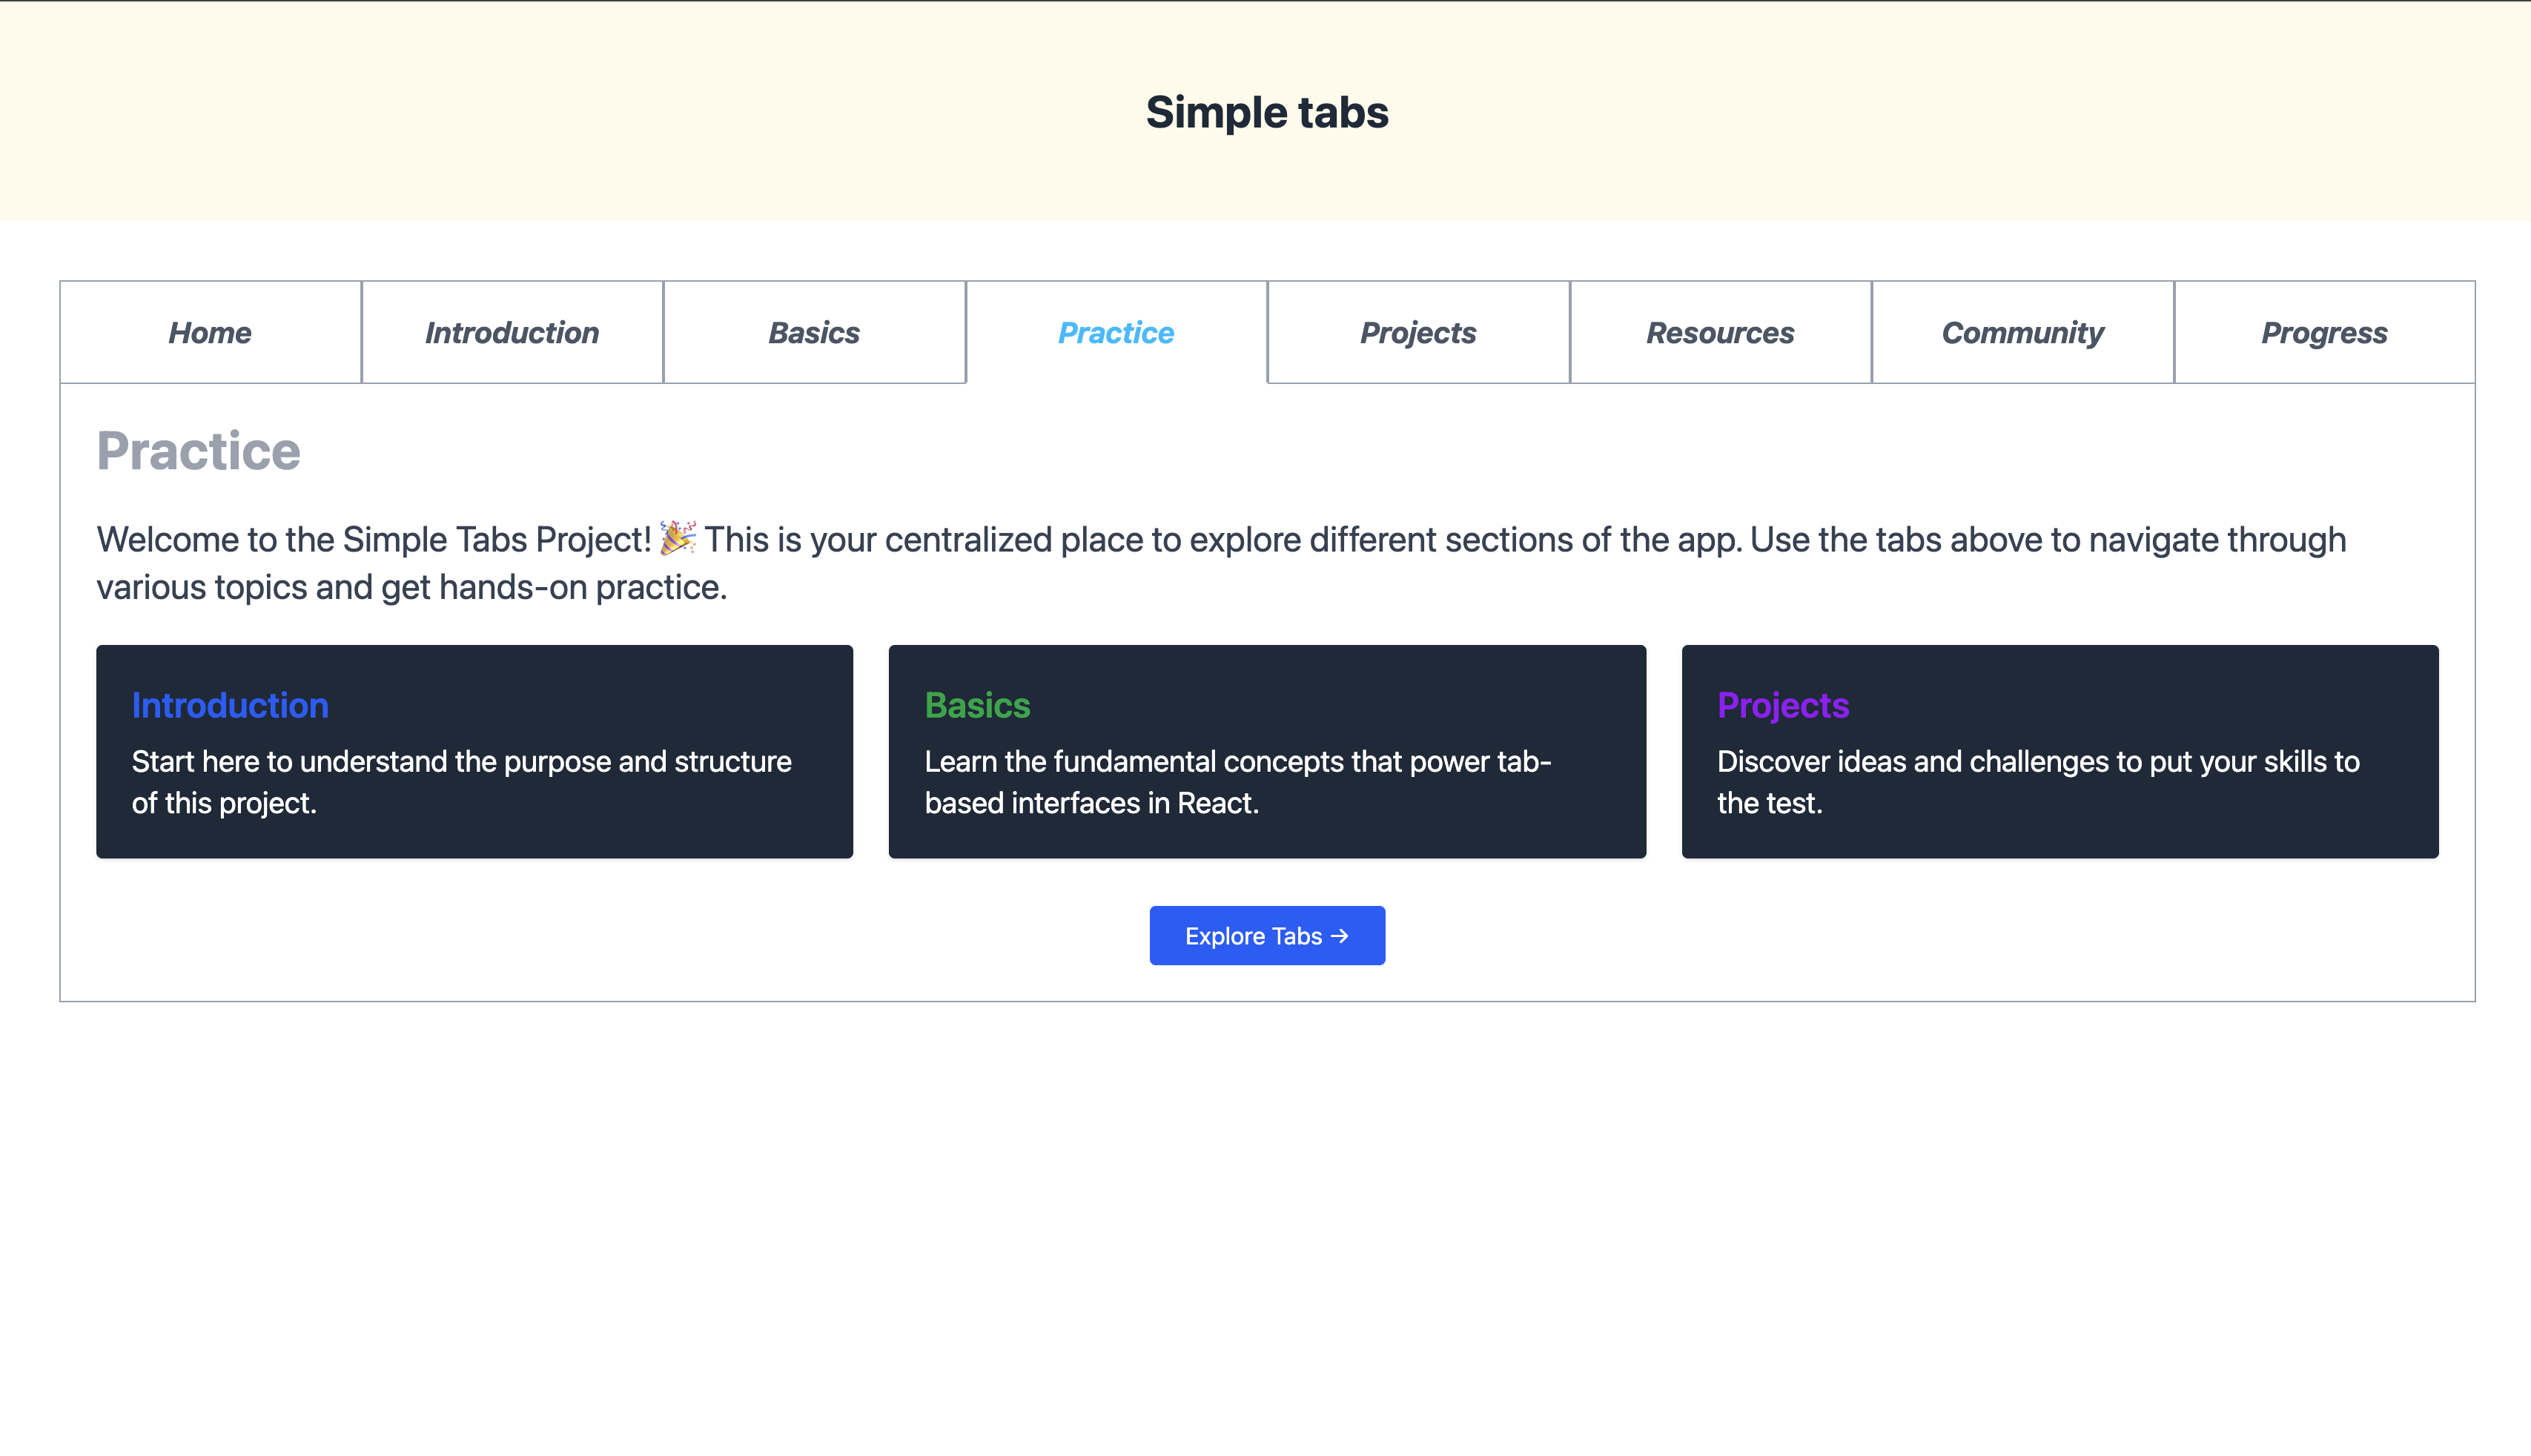 Simple tabs
Home Introduction Basics Practice Projects Resources Community Progress
Practice
Welcome to the Simple Tabs Project! 🎉 This is your centralized place to explore different sections of the app. Use the tabs above to navigate through
various topics and get hands-on practice.
Introduction
Start here to understand the purpose and structure
of this project.
Basics
Learn the fundamental concepts that power tab-
based interfaces in React.
Projects
Discover ideas and challenges to put your skills to
the test.
Explore Tabs →